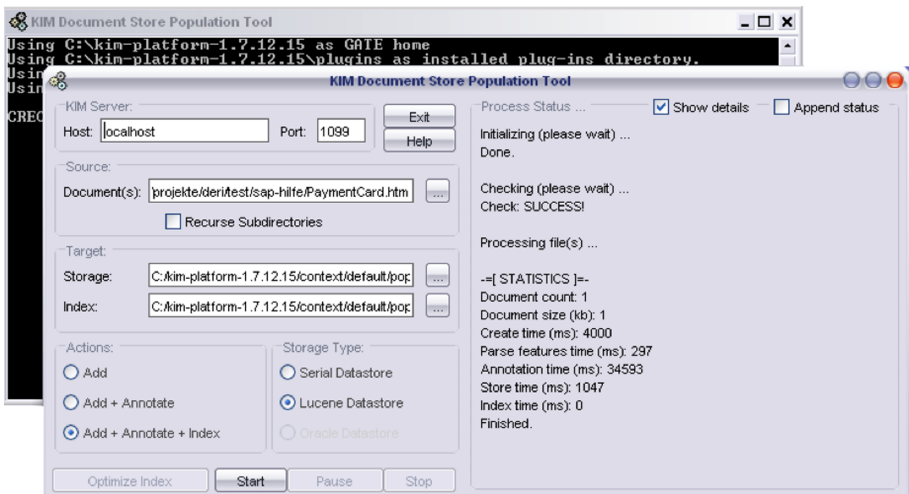 KIM Document Store Population Tool
Using C:\kim-platform-1.7.12.15 as GATE home
Using C:\kim-platform-1.7.12.15\plugins as installed plug-ins directory.
Usin
Usin
CREO
KIM Document Store Population Tool
KIM Server:
Host: localhost Port: 1099
Exit
Help
Source:
Document(s): projekte/deri/test/sap-hilfe/PaymentCard.htm ...
Recurse Subdirectories
Target:
Storage: C:/kim-platform-1.7.12.15/context/default/pop ...
Index: C:/kim-platform-1.7.12.15/context/default/pop ...
Actions:
Add
Add + Annotate
Add + Annotate + Index
Storage Type:
Serial Datastore
Lucene Datastore
Oracle Datastore
Optimize Index Start Pause Stop
Process Status ... Show details Append status
Initializing (please wait) ...
Done.
Checking (please wait) ...
Check: SUCCESS!
Processing file(s) ...
-=[ STATISTICS ]=-
Document count: 1
Document size (kb): 1
Create time (ms): 4000
Parse features time (ms): 297
Annotation time (ms): 34593
Store time (ms): 1047
Index time (ms): 0
Finished.